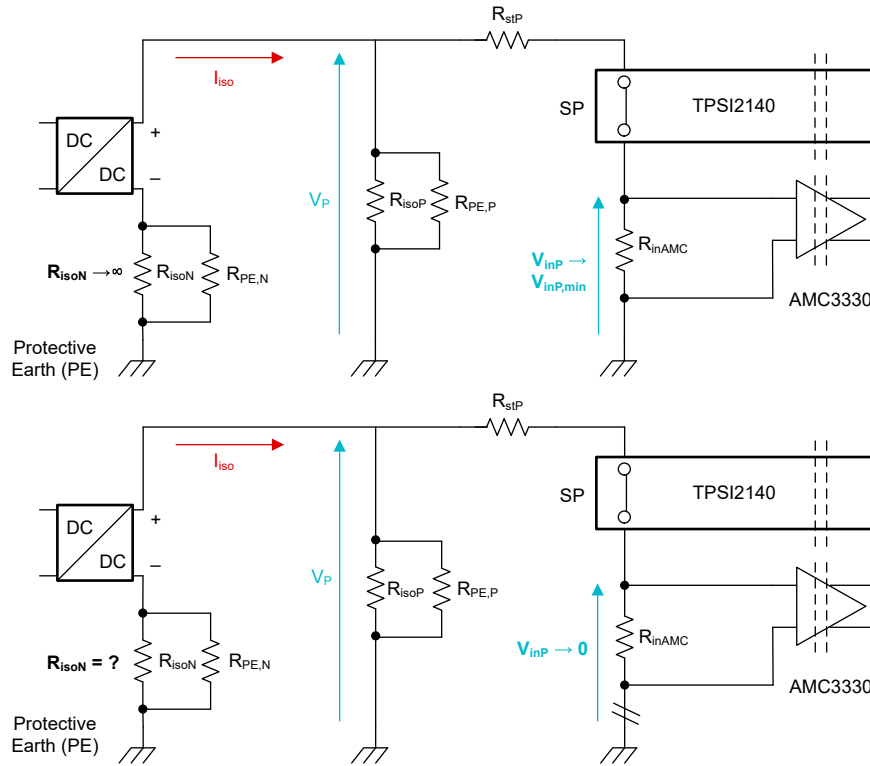 RstP
Iiso
SP
TPSI2140
DC
DC
+
–
VP
RisoP
RPE,P
RisoN → ∞
RisoN
RPE,N
VinP →
VinP,min
RinAMC
AMC3330
Protective
Earth (PE)
RstP
Iiso
SP
TPSI2140
DC
DC
+
–
VP
RisoP
RPE,P
RisoN = ?
RisoN
RPE,N
VinP → 0
RinAMC
AMC3330
Protective
Earth (PE)